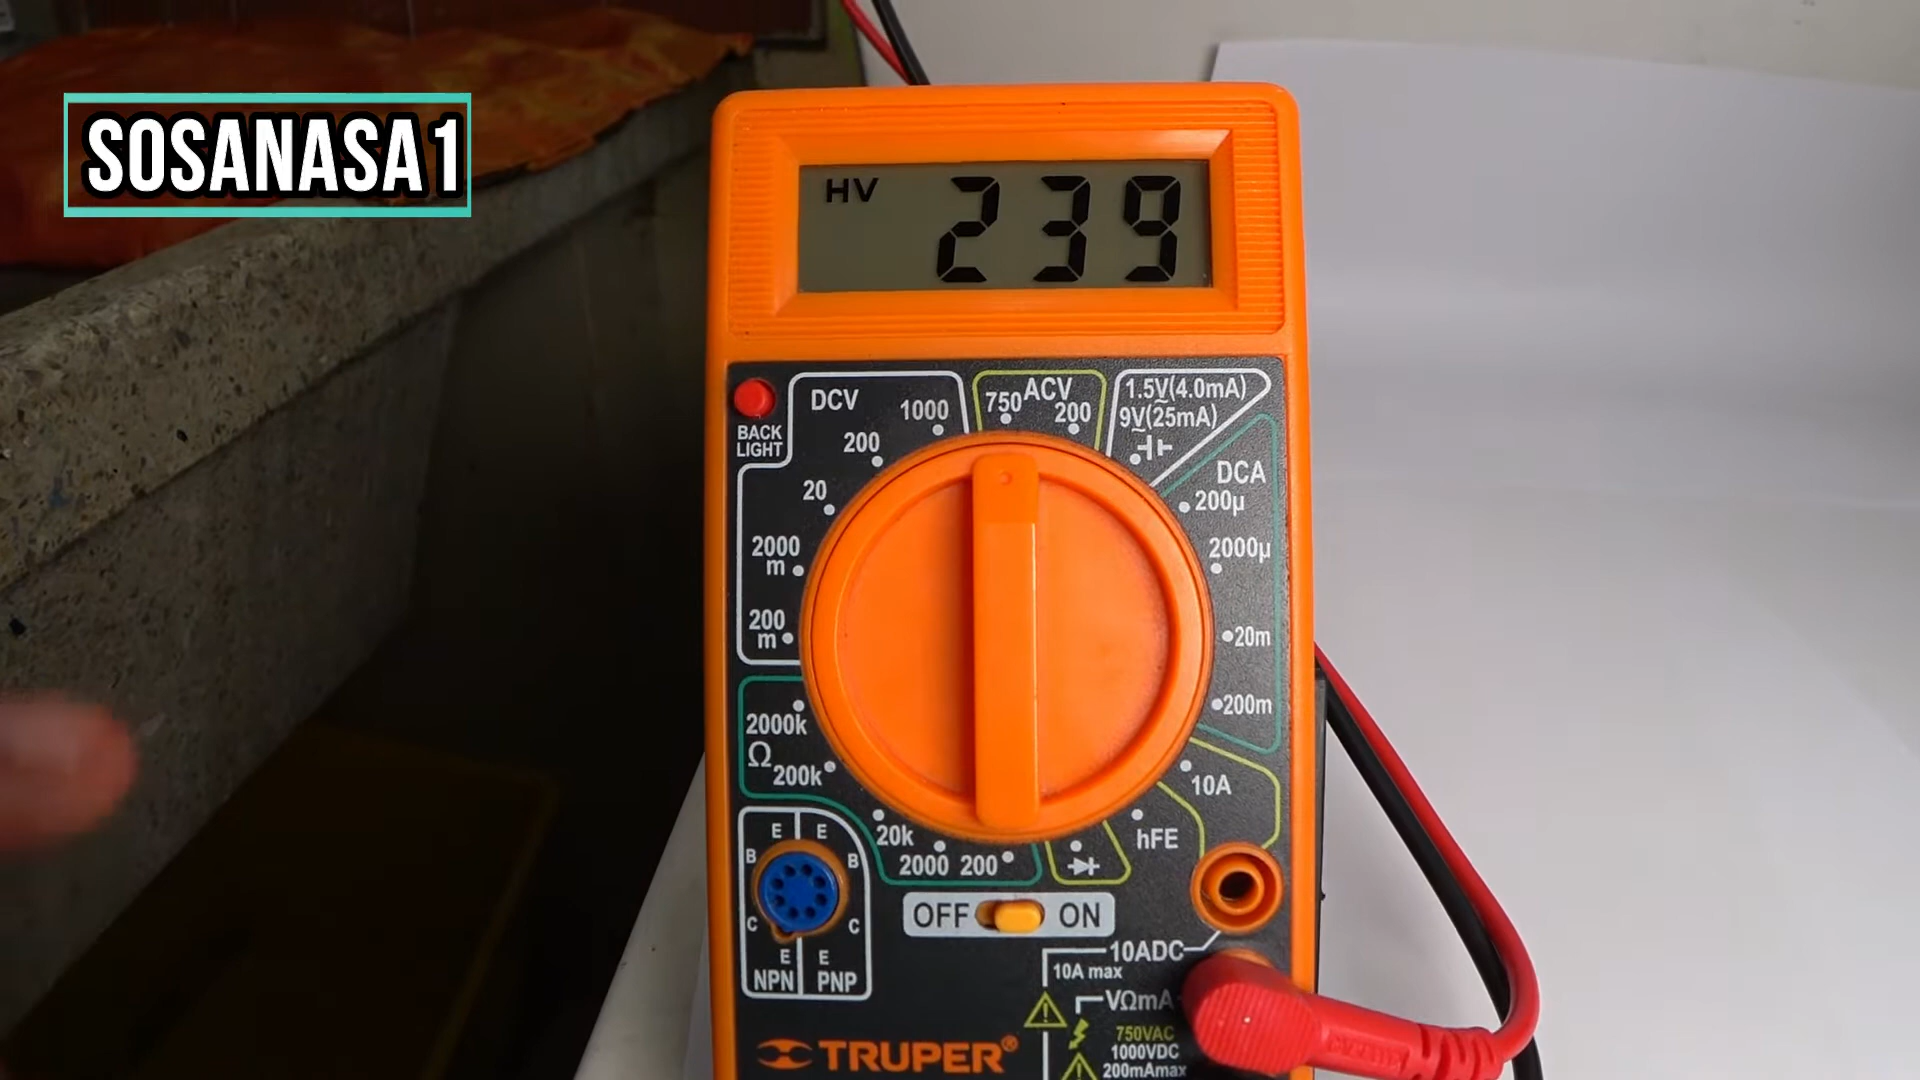 SOSANASA1
HV 239
BACK
LIGHT
DCV
1000
200
20
2000
m
200
m
ACV
750
200
1.5V(4.0mA)
9V(25mA)
DCA
200µ
2000µ
20m
200m
10A
hFE
2000k
Ω
200k
20k
2000
200
OFF
ON
E
E
B
B
C
C
E
E
NPN
PNP
10ADC
10A max
VΩmA
750VAC
1000VDC
200mAmax
TRUPER®